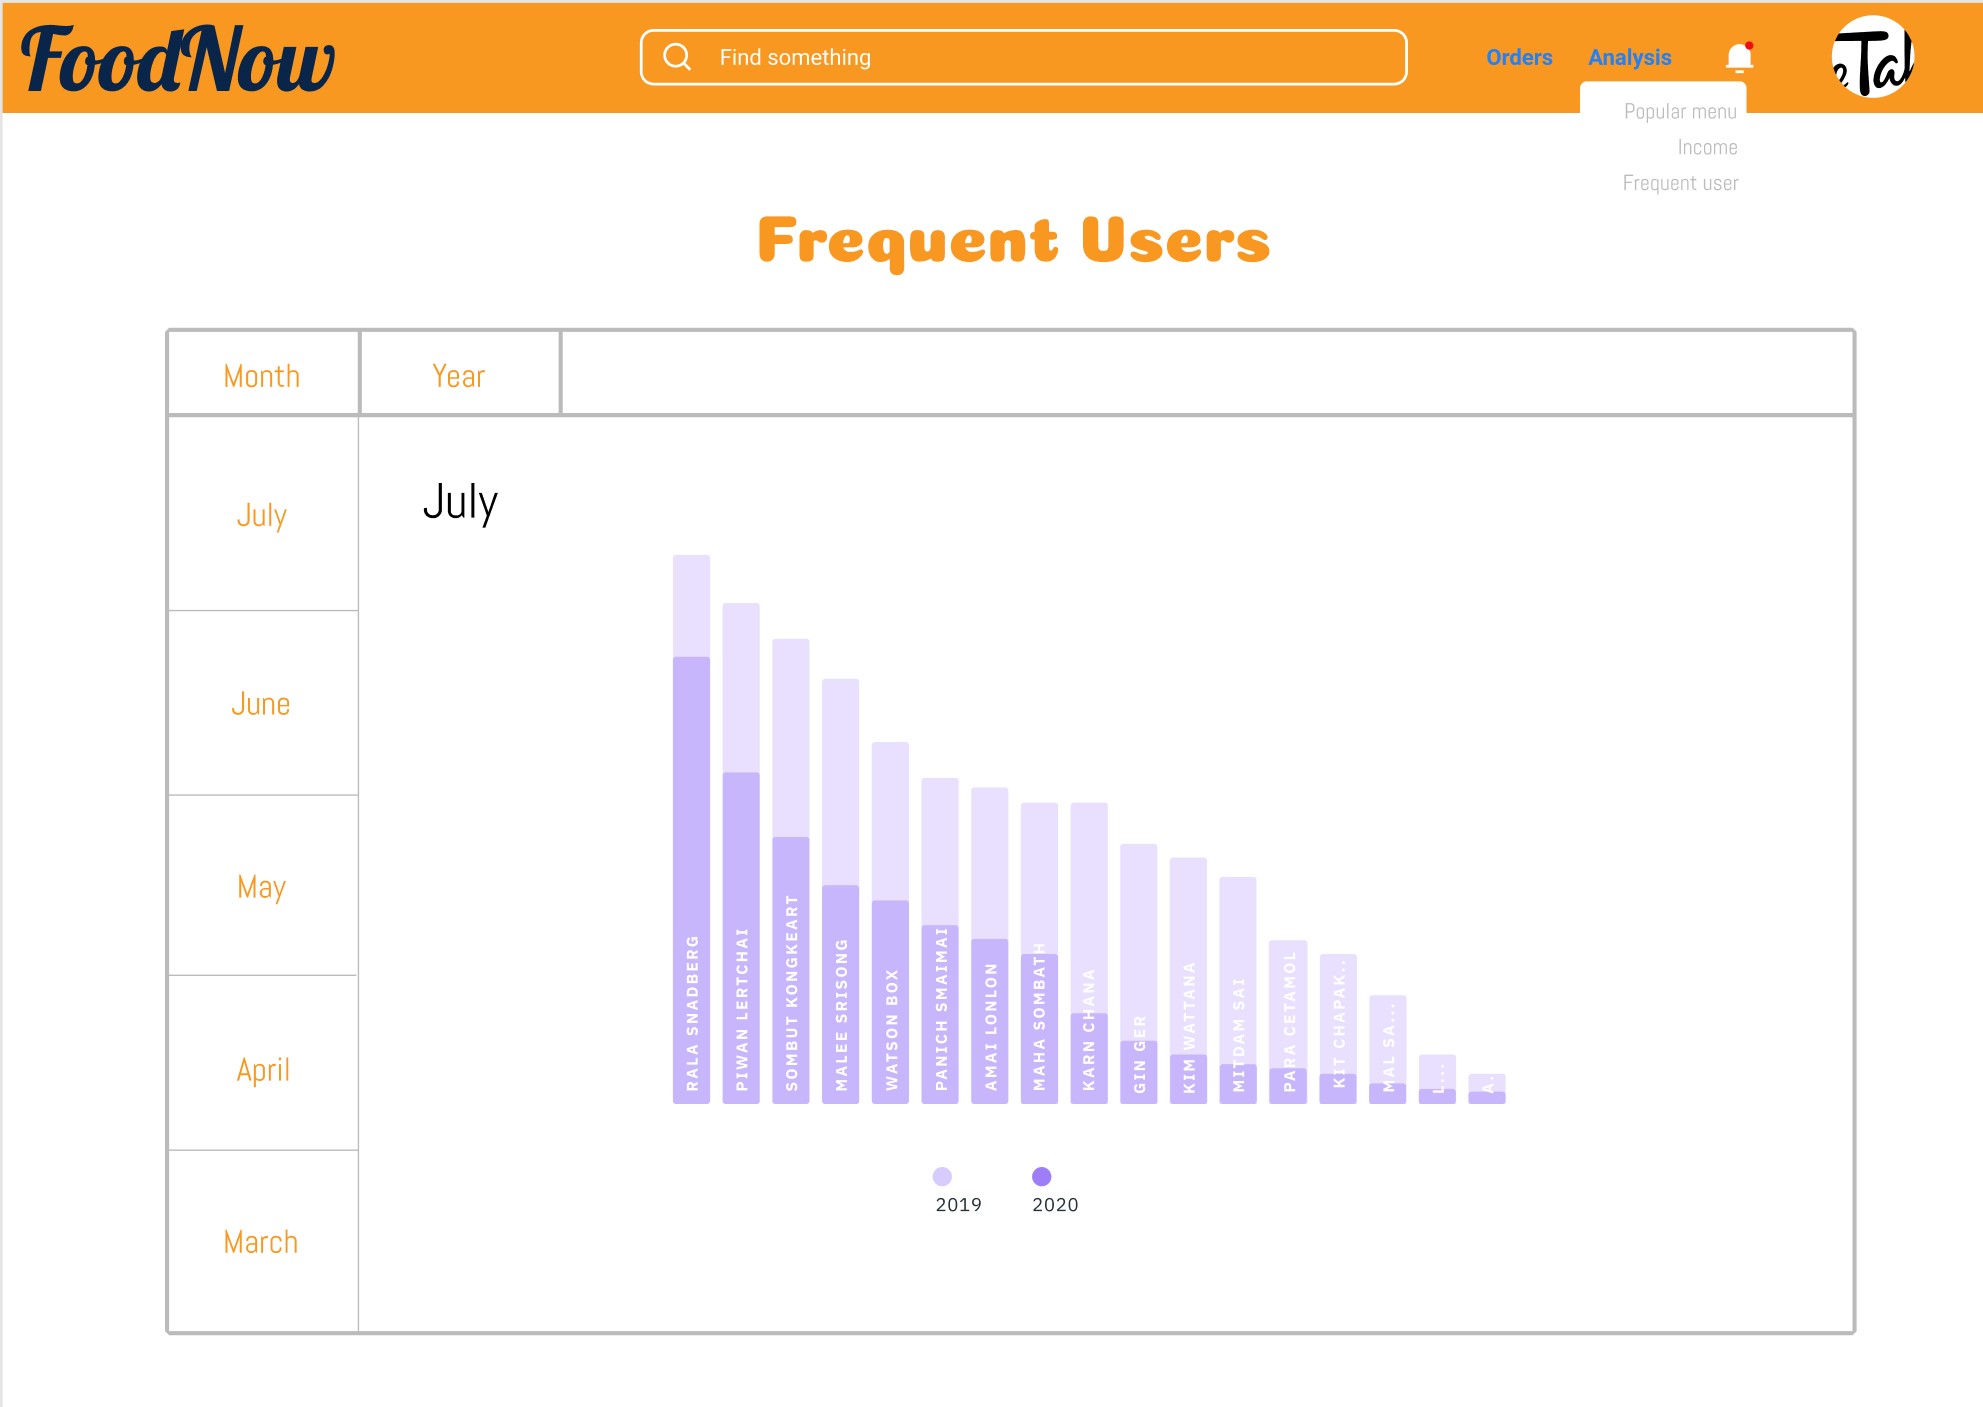 FoodNow
Find something
Orders
Analysis
eTal
Popular menu
Income
Frequent user
Frequent Users
Month
Year
July
June
May
April
March
July
RALA SNADBERG
PIWAN LERTCHAI
SOMBUT KONGKEART
MALEE SRISONG
WATSON BOX
PANICH SMAIMAI
AMAI LONLON
MAHA SOMBATH
KARN CHANA
GIN GER
KIM WATTANA
MITDAM SAI
PARA CETAMOL
KIT CHAPAK..
MAL SA...
L...
A.
2019
2020